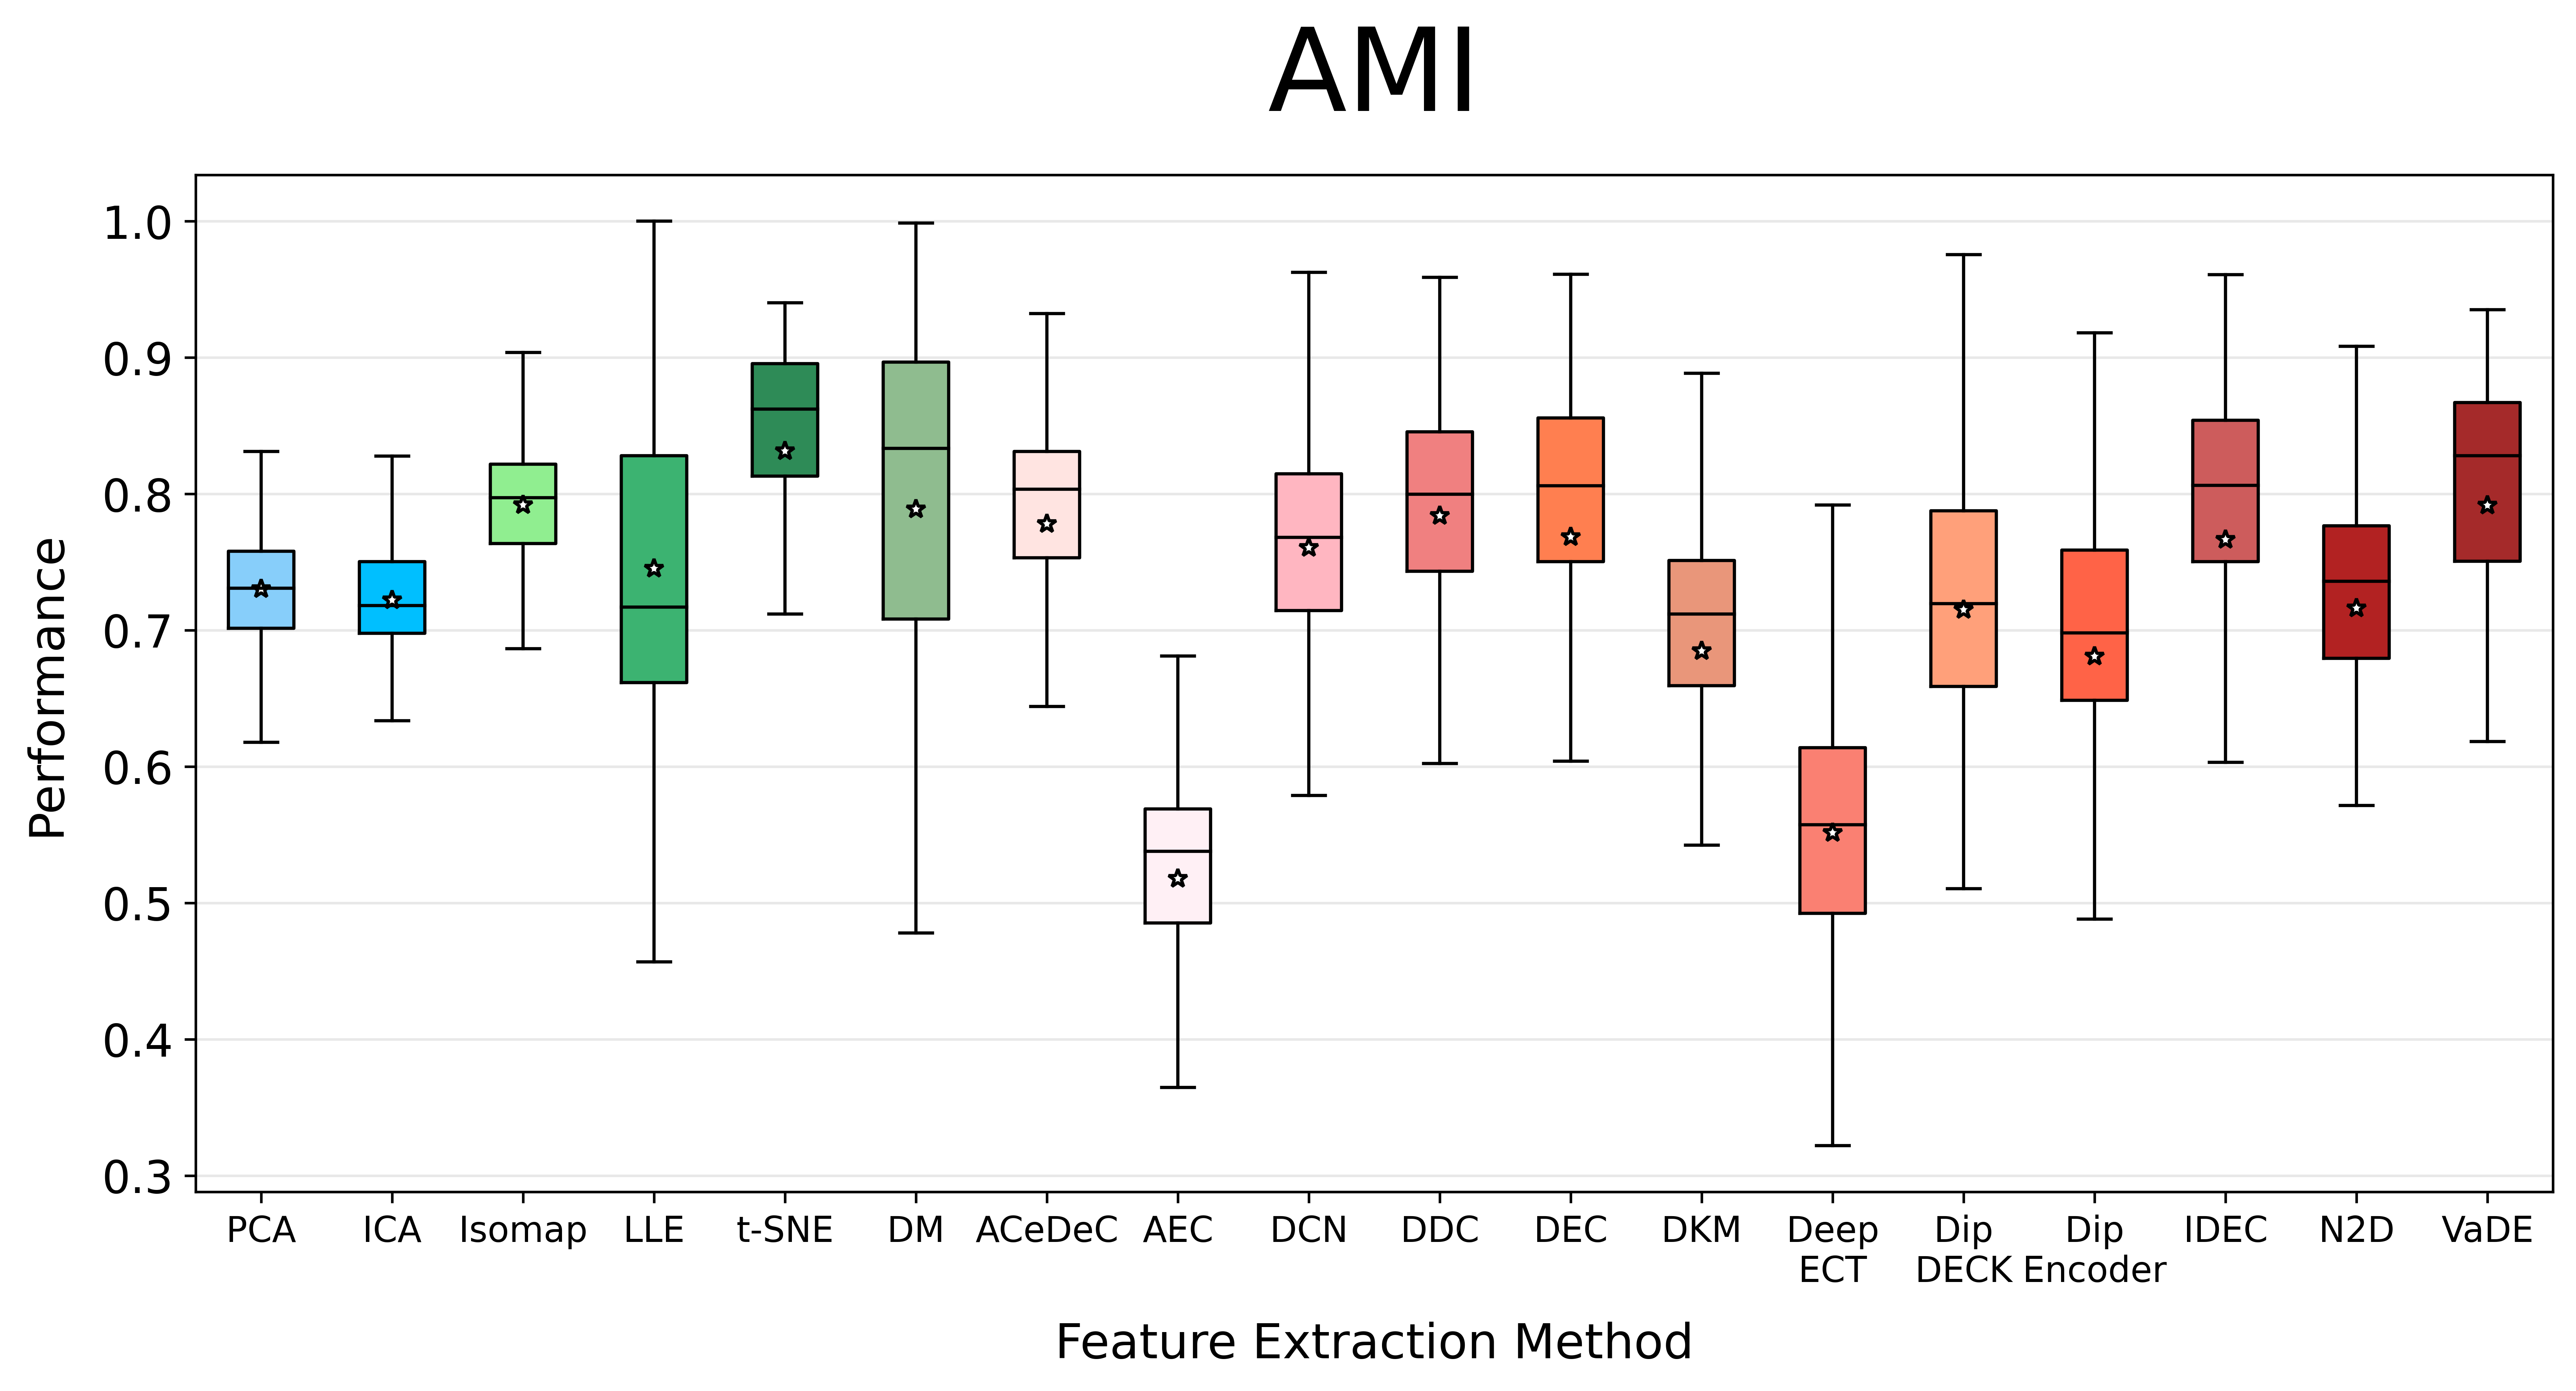 AMI
Performance
1.0
0.9
0.8
0.7
0.6
0.5
0.4
0.3
PCA ICA Isomap LLE t-SNE DM ACeDeC AEC DCN DDC DEC DKM Deep Dip Dip IDEC N2D VaDE
ECT DECK Encoder
Feature Extraction Method